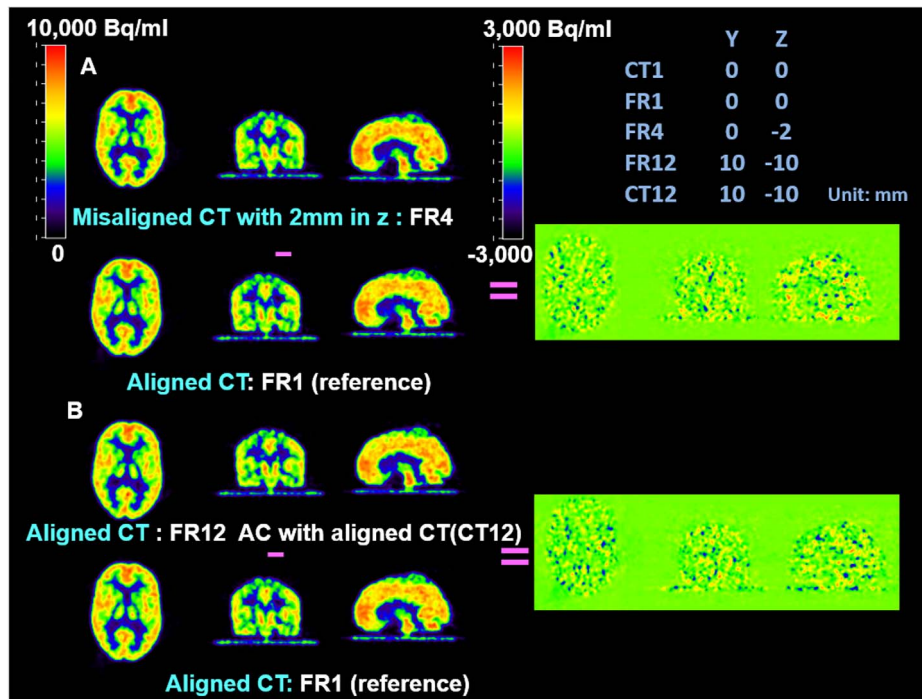 10,000 Bq/ml
3,000 Bq/ml
Y Z
A
CT1 0 0
FR1 0 0
FR4 0 -2
FR12 10 -10
CT12 10 -10 Unit: mm
Misaligned CT with 2mm in z : FR4
0
-3,000
- =
Aligned CT: FR1 (reference)
B
Aligned CT : FR12 AC with aligned CT(CT12)
- =
Aligned CT: FR1 (reference)